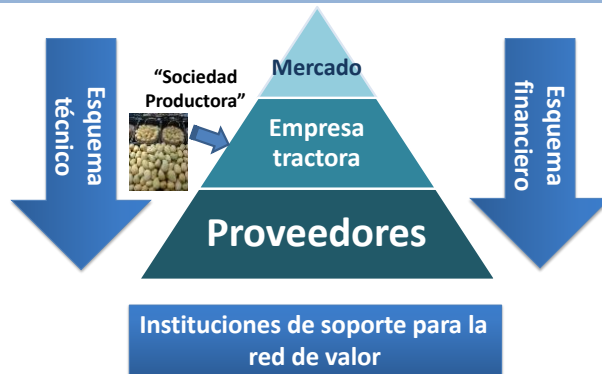 Mercado
“Sociedad
Productora”
Esquema
técnico
Empresa
tractora
Esquema
financiero
Proveedores
Instituciones de soporte para la
red de valor